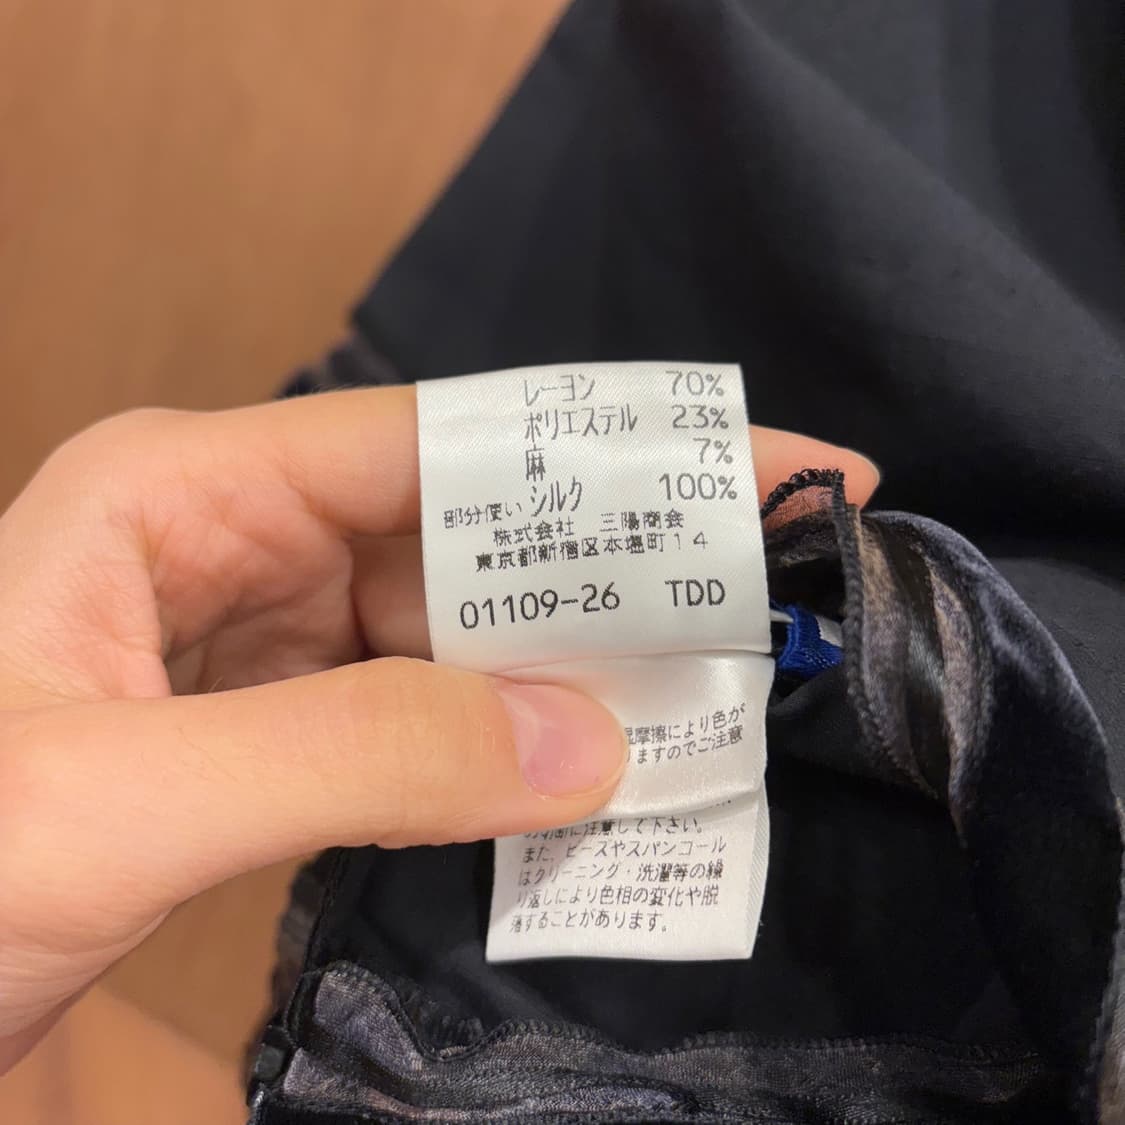 レーヨン 70%
ポリエステル 23%
麻 7%
部分使い シルク 100%
株式会社 三陽商会
東京都新宿区本塩町14
01109-26 TDD
摩擦により色が
りますのでご注意
に注意して下さい。
また、ビーズやスパンコール
はクリーニング・洗濯等の繰
り返しにより色相の変化や脱
落することがあります。